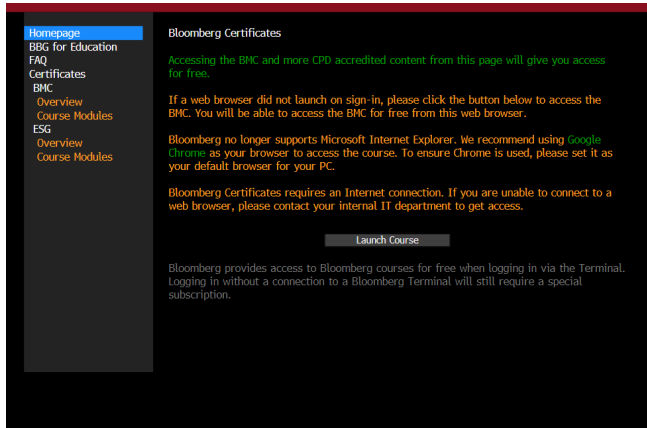 Homepage
BBG for Education
FAQ
Certificates
BMC
Overview
Course Modules
ESG
Overview
Course Modules
Bloomberg Certificates
Accessing the BMC and more CPD accredited content from this page will give you access
for free.
If a web browser did not launch on sign-in, please click the button below to access the
BMC. You will be able to access the BMC for free from this web browser.
Bloomberg no longer supports Microsoft Internet Explorer. We recommend using Google
Chrome as your browser to access the course. To ensure Chrome is used, please set it as
your default browser for your PC.
Bloomberg Certificates requires an Internet connection. If you are unable to connect to a
web browser, please contact your internal IT department to get access.
Launch Course
Bloomberg provides access to Bloomberg courses for free when logging in via the Terminal.
Logging in without a connection to a Bloomberg Terminal will still require a special
subscription.